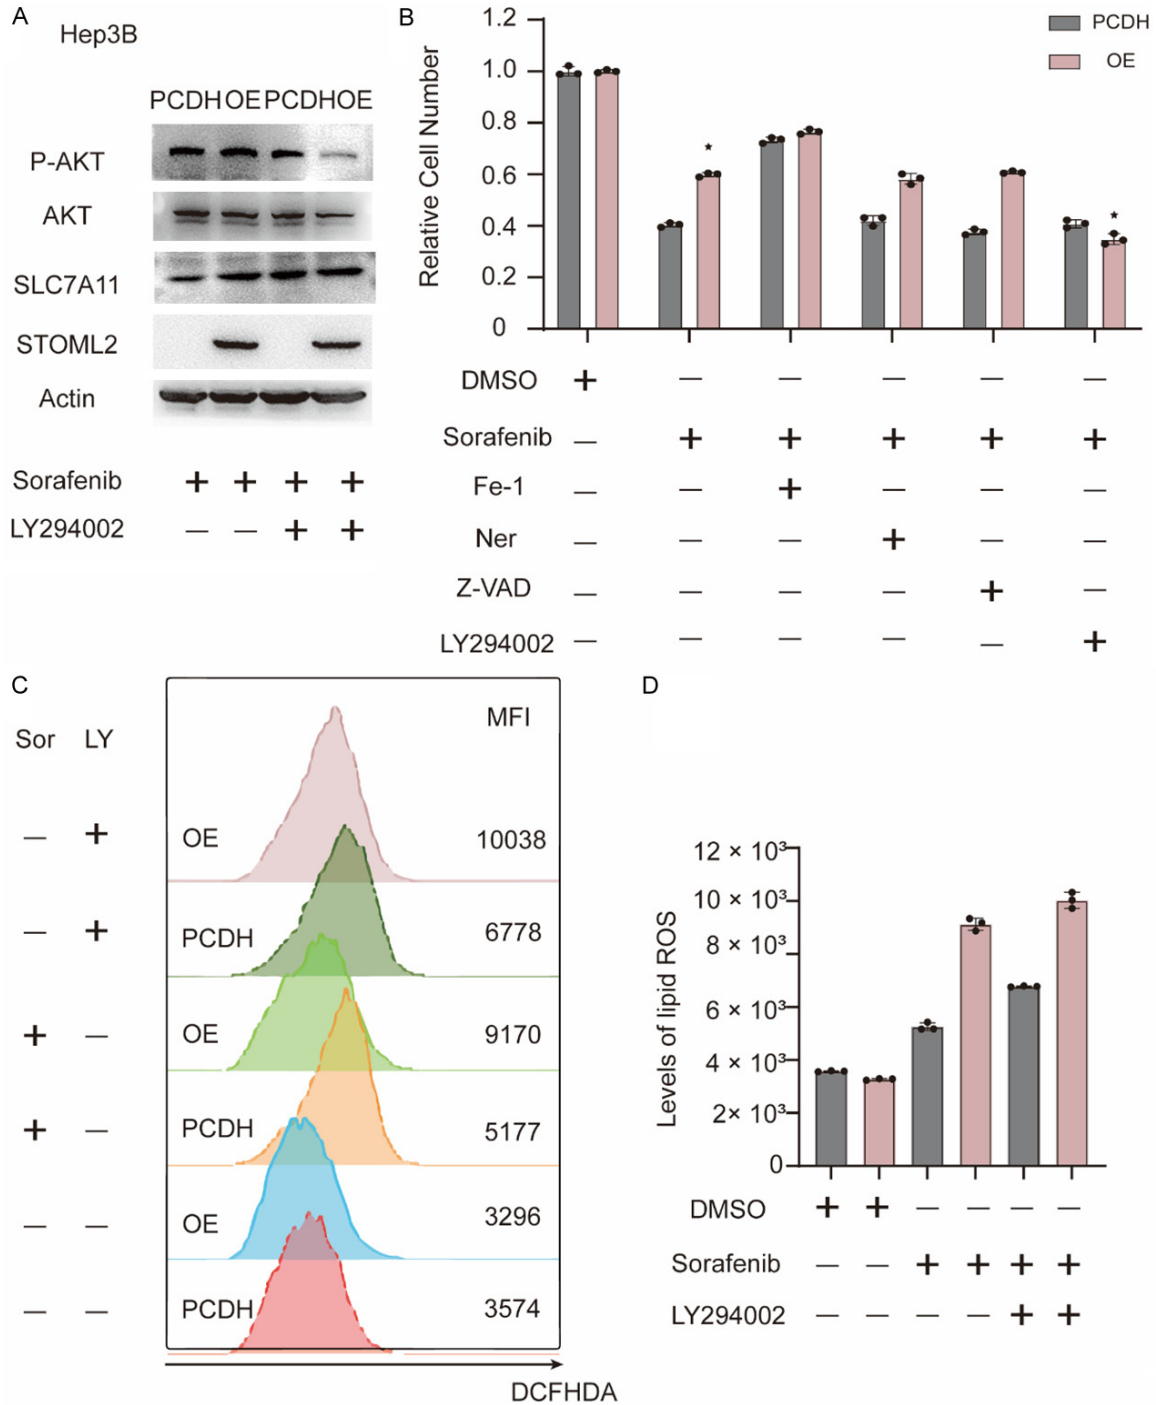 A
Hep3B
PCDH OE PCDH OE
P-AKT
AKT
SLC7A11
STOML2
Actin
Sorafenib + + + +
LY294002 — — + +
B
Relative Cell Number
1.2
1.0
0.8
0.6
0.4
0.2
0
PCDH
OE
*
*
DMSO + — — — — —
Sorafenib — + + + + +
Fe-1 — — + — — —
Ner — — — + — —
Z-VAD — — — — + —
LY294002 — — — — — +
C
Sor LY
MFI
— + OE 10038
— + PCDH 6778
+ — OE 9170
+ — PCDH 5177
— — OE 3296
— — PCDH 3574
DCFHDA
D
Levels of lipid ROS
12 × 10³
10 × 10³
8 × 10³
6 × 10³
4 × 10³
2× 10³
0
DMSO + + — — — —
Sorafenib — — + + + +
LY294002 — — — — + +